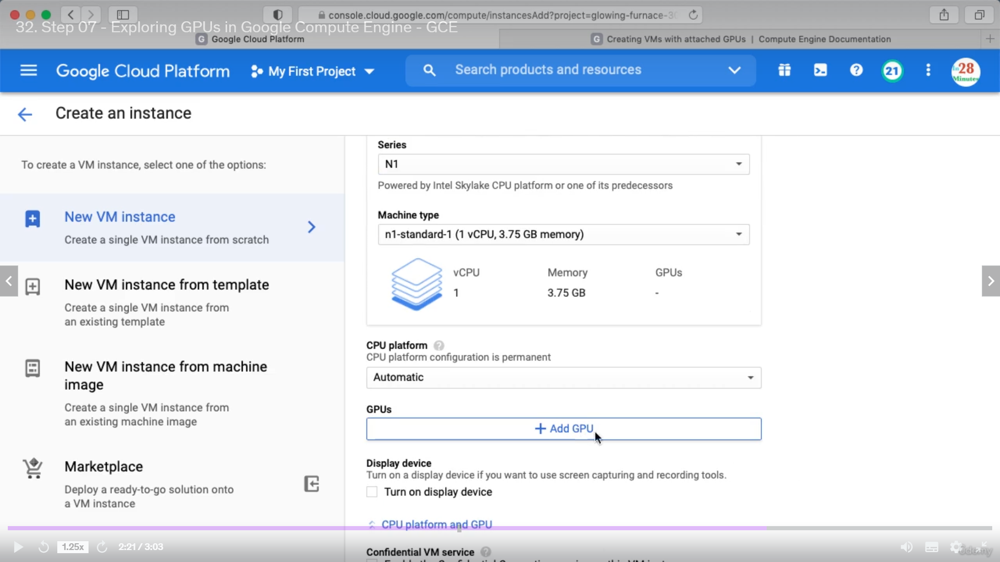 console.cloud.google.com/compute/instancesAdd?project=glowing-furnace-30
32. Step 07 - Exploring GPUs in Google Compute Engine - GCE
G Google Cloud Platform
G Creating VMs with attached GPUs | Compute Engine Documentation
Google Cloud Platform
My First Project
Search products and resources
21
in28
Minutes
Create an instance
To create a VM instance, select one of the options:
New VM instance
Create a single VM instance from scratch
New VM instance from template
Create a single VM instance from
an existing template
New VM instance from machine
image
Create a single VM instance from
an existing machine image
Marketplace
Deploy a ready-to-go solution onto
a VM instance
Series
N1
Powered by Intel Skylake CPU platform or one of its predecessors
Machine type
n1-standard-1 (1 vCPU, 3.75 GB memory)
vCPU Memory GPUs
1 3.75 GB -
CPU platform
CPU platform configuration is permanent
Automatic
GPUs
+ Add GPU
Display device
Turn on a display device if you want to use screen capturing and recording tools.
Turn on display device
CPU platform and GPU
Confidential VM service
1.25x
2:21 / 3:03
udemy